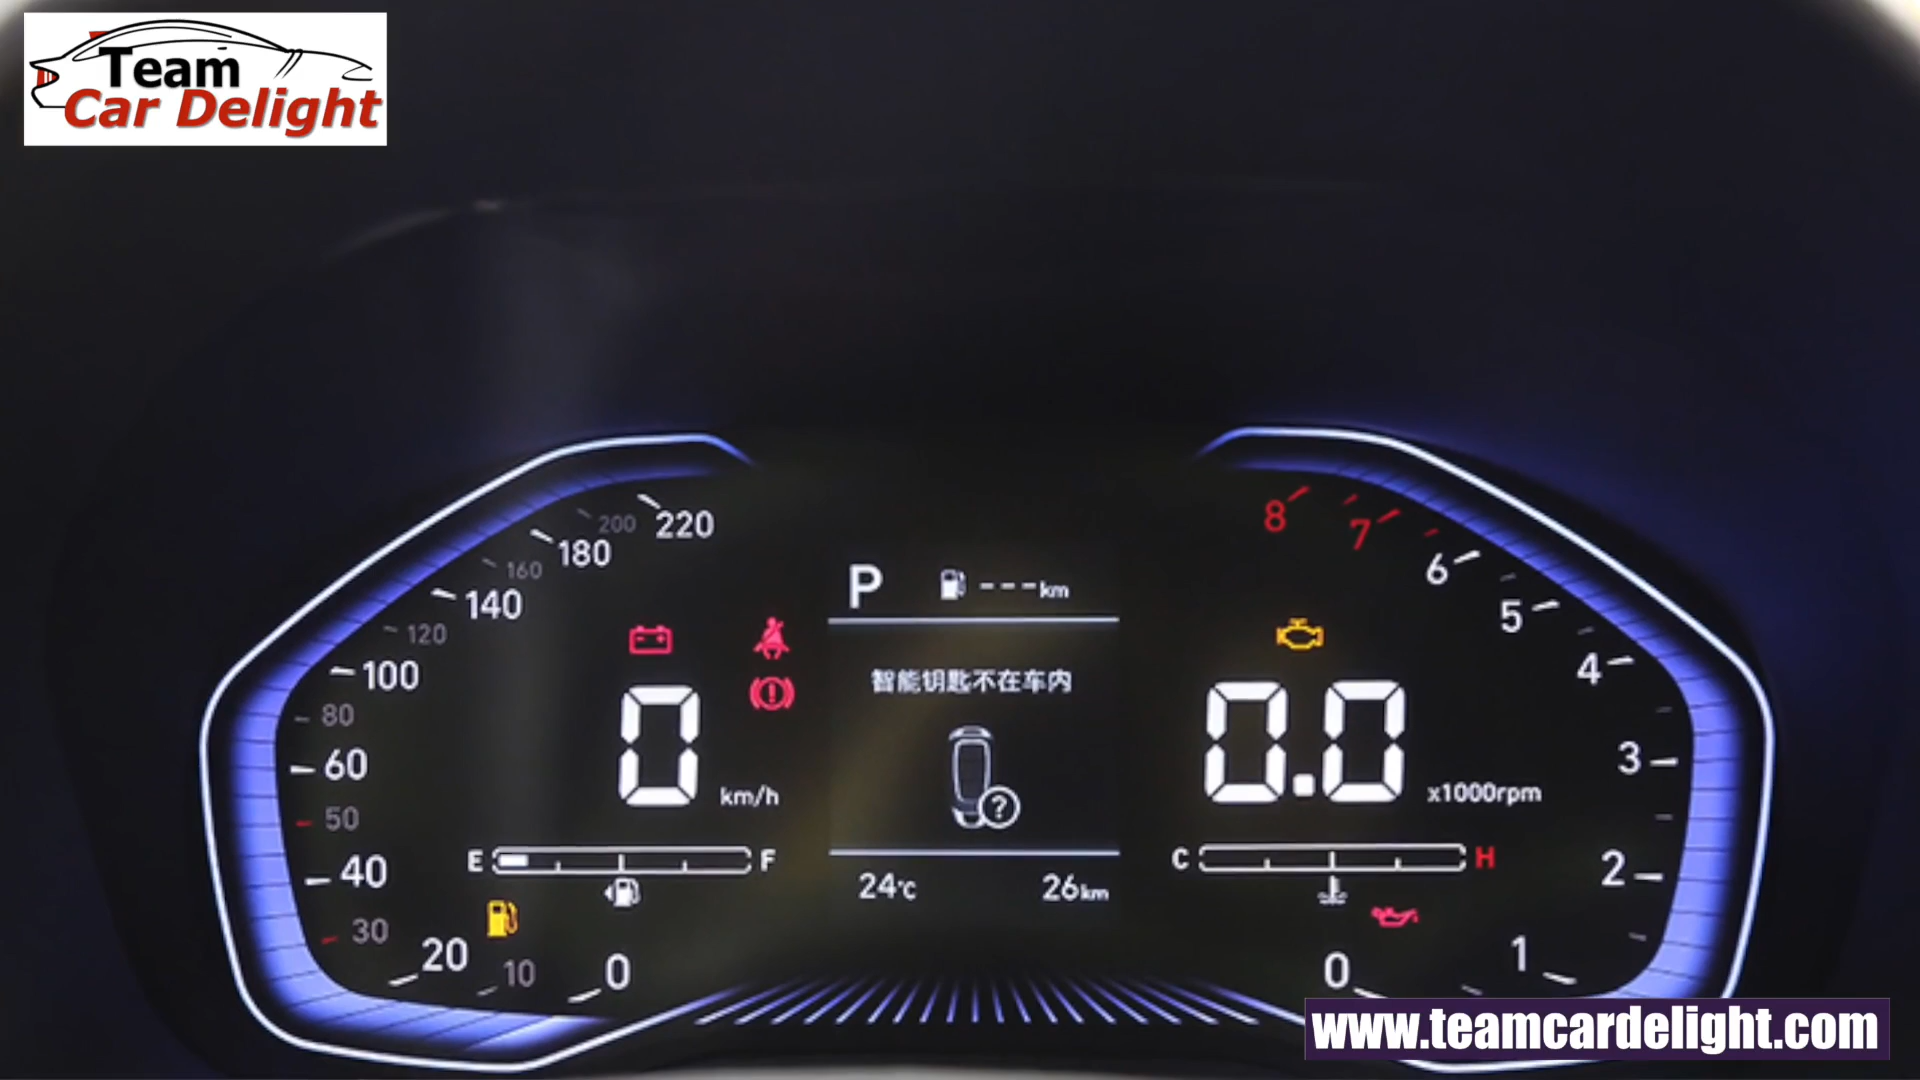 Team
Car Delight
220
200
180
160
140
120
100
80
60
50
40
30
20
10
0
0
km/h
E F
P ---km
智能钥匙不在车内
?
24℃ 26km
8
7
6
5
4
3
2
1
0
0.0
x1000rpm
C H
www.teamcardelight.com